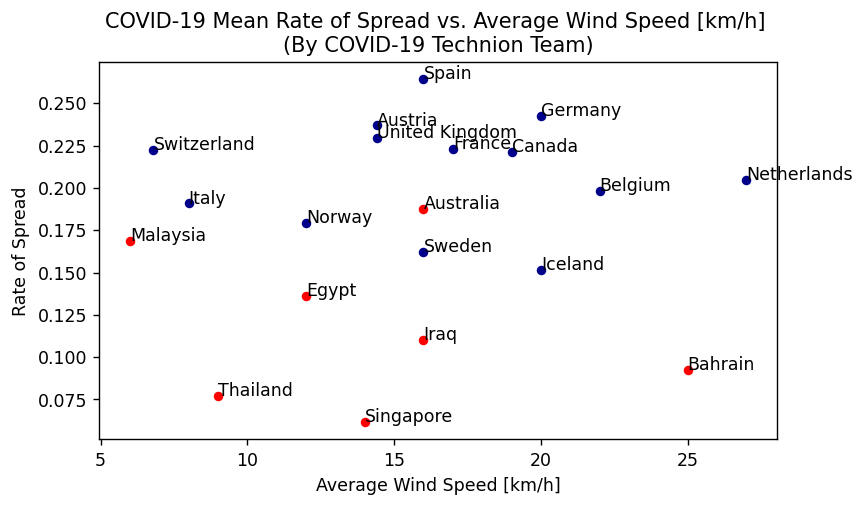 COVID-19 Mean Rate of Spread vs. Average Wind Speed [km/h]
(By COVID-19 Technion Team)
Spain
0.250
Germany
Austria
United Kingdom
0.225
Switzerland
France
Canada
0.200
Netherlands
Belgium
Italy
Australia
Norway
0.175
Malaysia
Sweden
0.150
Iceland
Egypt
0.125
Iraq
0.100
Bahrain
Thailand
0.075
Singapore
Rate of Spread
5 10 15 20 25
Average Wind Speed [km/h]